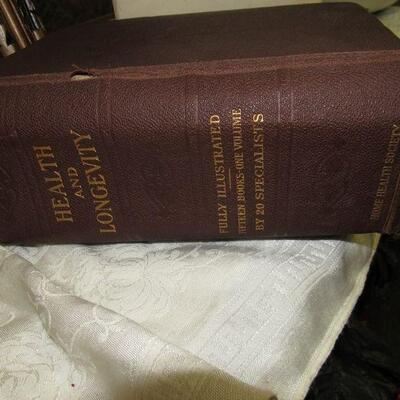 HEALTH
AND
LONGEVITY
FULLY ILLUSTRATED
FIFTEEN BOOKS-ONE VOLUME
BY 20 SPECIALISTS
HOME HEALTH SOCIETY